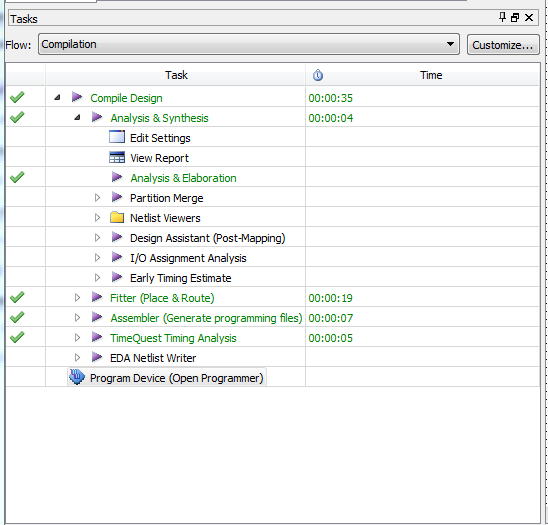 Tasks
Flow: Compilation Customize...
Task Time
Compile Design 00:00:35
Analysis & Synthesis 00:00:04
Edit Settings
View Report
Analysis & Elaboration
Partition Merge
Netlist Viewers
Design Assistant (Post-Mapping)
I/O Assignment Analysis
Early Timing Estimate
Fitter (Place & Route) 00:00:19
Assembler (Generate programming files) 00:00:07
TimeQuest Timing Analysis 00:00:05
EDA Netlist Writer
Program Device (Open Programmer)